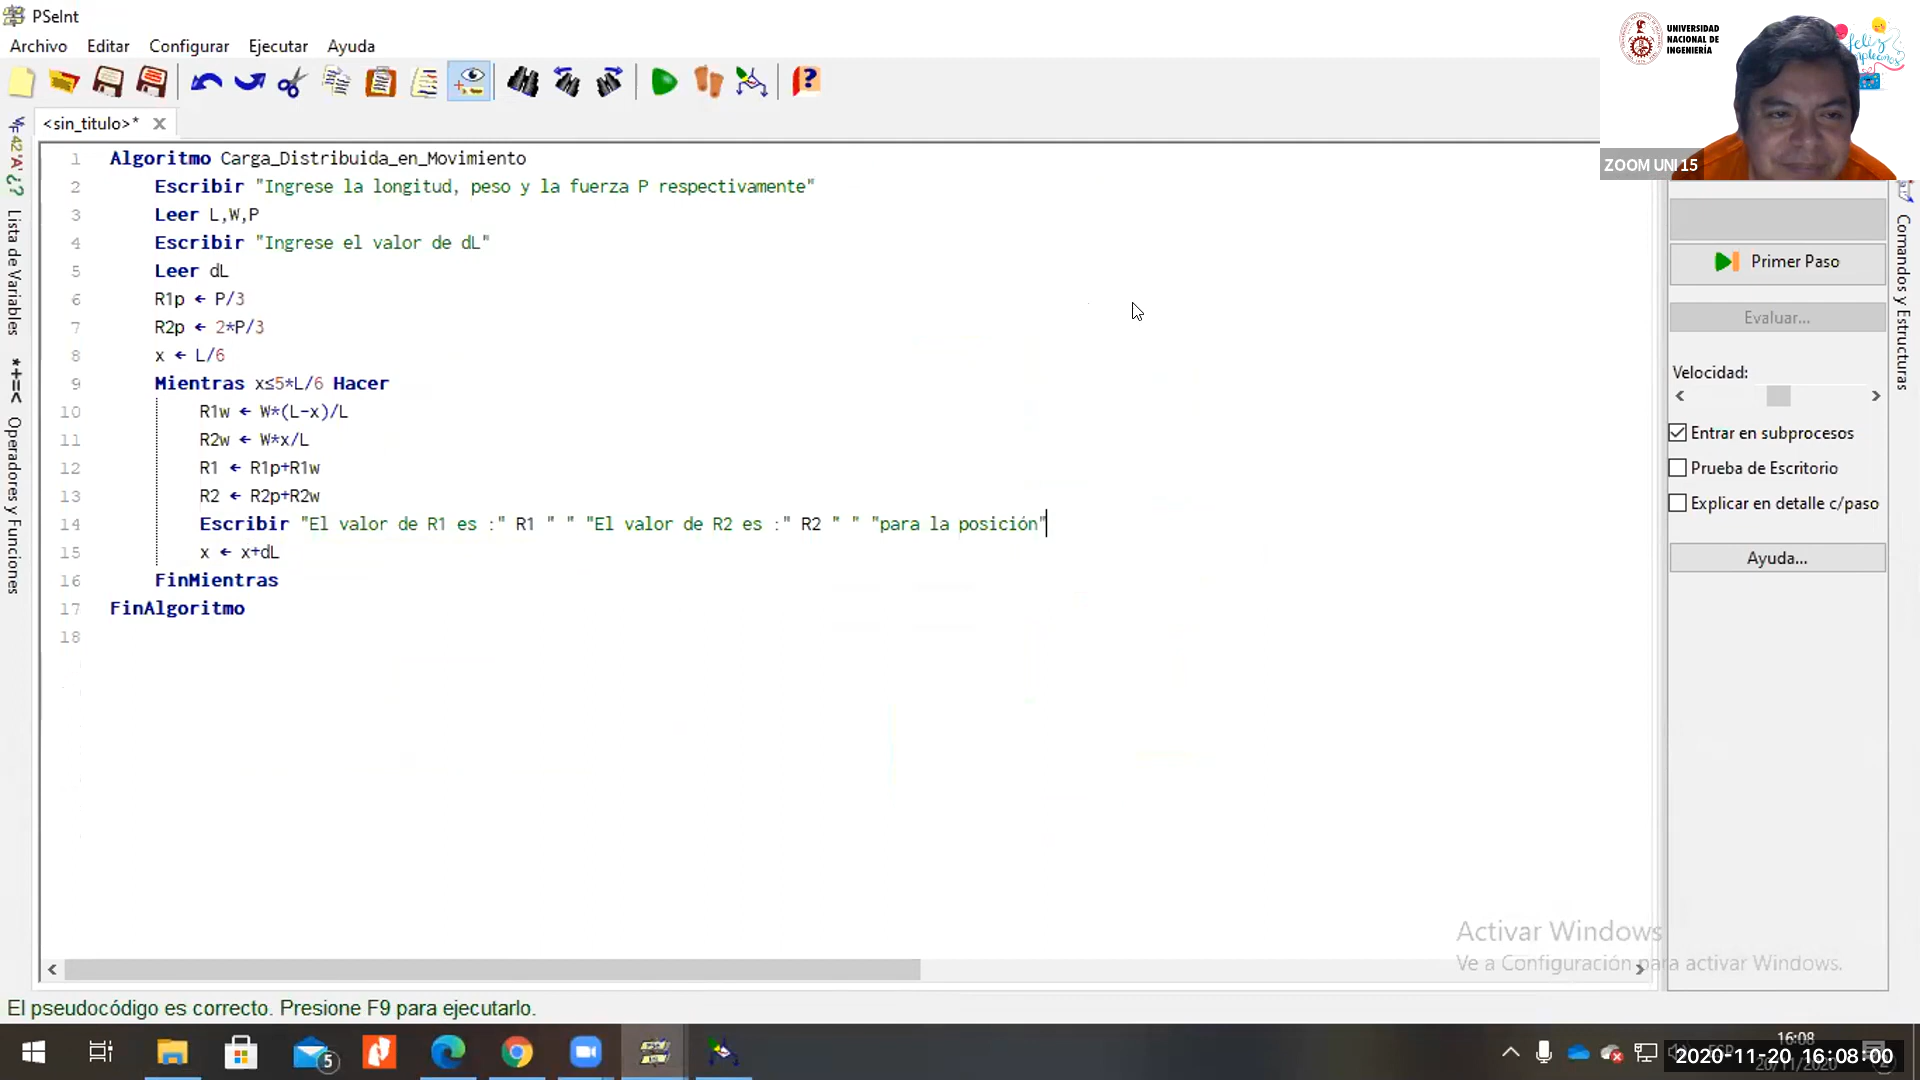 PSeInt
Archivo Editar Configurar Ejecutar Ayuda
<sin_titulo>*
1 Algoritmo Carga_Distribuida_en_Movimiento
2 Escribir "Ingrese la longitud, peso y la fuerza P respectivamente"
3 Leer L,W,P
4 Escribir "Ingrese el valor de dL"
5 Leer dL
6 R1p ← P/3
7 R2p ← 2*P/3
8 x ← L/6
9 Mientras x≤5*L/6 Hacer
10 R1w ← W*(L-x)/L
11 R2w ← W*x/L
12 R1 ← R1p+R1w
13 R2 ← R2p+R2w
14 Escribir "El valor de R1 es :" R1 " " "El valor de R2 es :" R2 " " "para la posición"
15 x ← x+dL
16 FinMientras
17 FinAlgoritmo
18
Lista de Variables
*+=<
Operadores y Funciones
UNIVERSIDAD
NACIONAL DE
INGENIERÍA
feliz
ZOOM UNI 15
Primer Paso
Evaluar...
Velocidad:
Entrar en subprocesos
Prueba de Escritorio
Explicar en detalle c/paso
Ayuda...
Comandos y Estructuras
Activar Windows
Ve a Configuración para activar Windows.
El pseudocódigo es correcto. Presione F9 para ejecutarlo.
5
16:08
2020-11-20 16:08:00